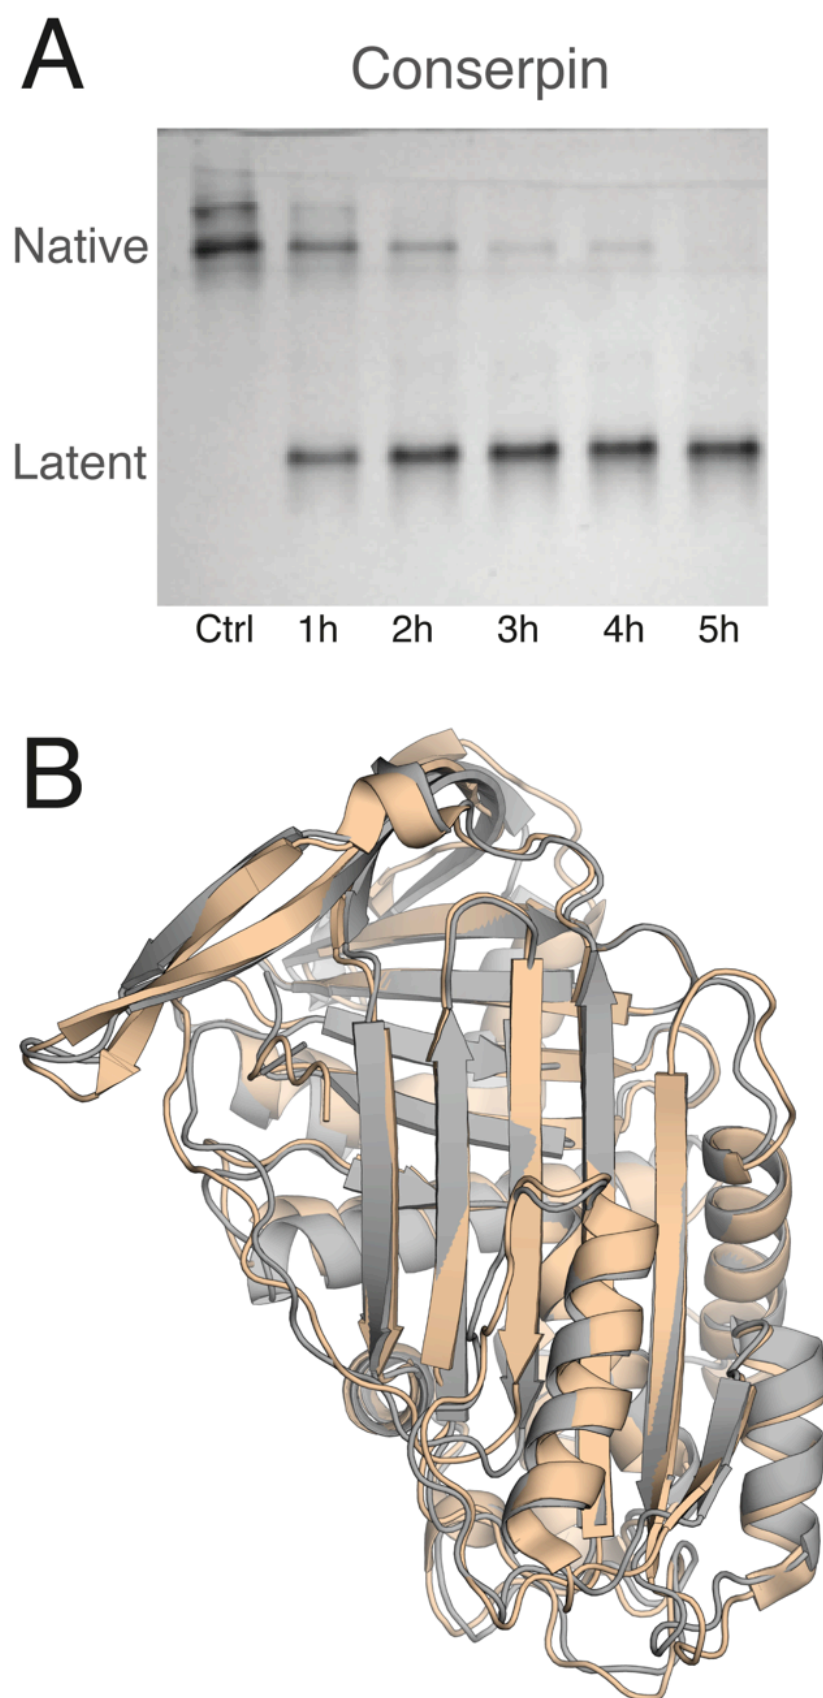 A
Conserpin
Native
Latent
Ctrl 1h 2h 3h 4h 5h
B